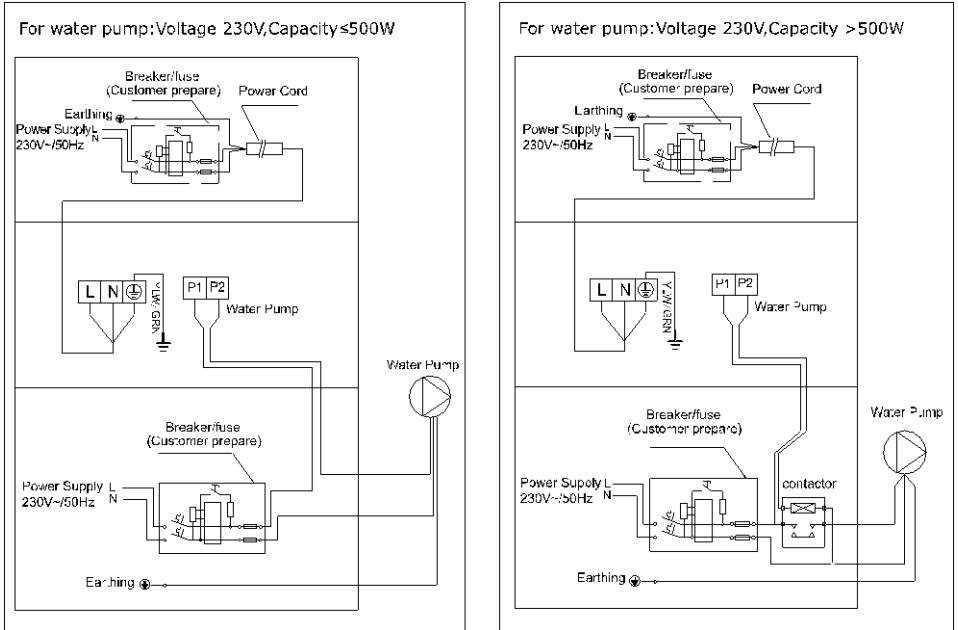 For water pump:Voltage 230V,Capacity≤500W
Breaker/fuse
(Customer prepare)
Power Cord
Earthing
Power Supply L
N
230V~/50Hz
L N
P1 P2
YLW/GRN
Water Pump
Water Pump
Breaker/fuse
(Customer prepare)
Power Supply L
N
230V~/50Hz
Earthing
For water pump:Voltage 230V,Capacity >500W
Breaker/fuse
(Customer prepare)
Power Cord
Earthing
Power Supply L
N
230V~/50Hz
L N
P1 P2
YLW/GRN
Water Pump
Water Pump
Breaker/fuse
(Customer prepare)
Power Supply L
N
230V~/50Hz
contactor
Earthing